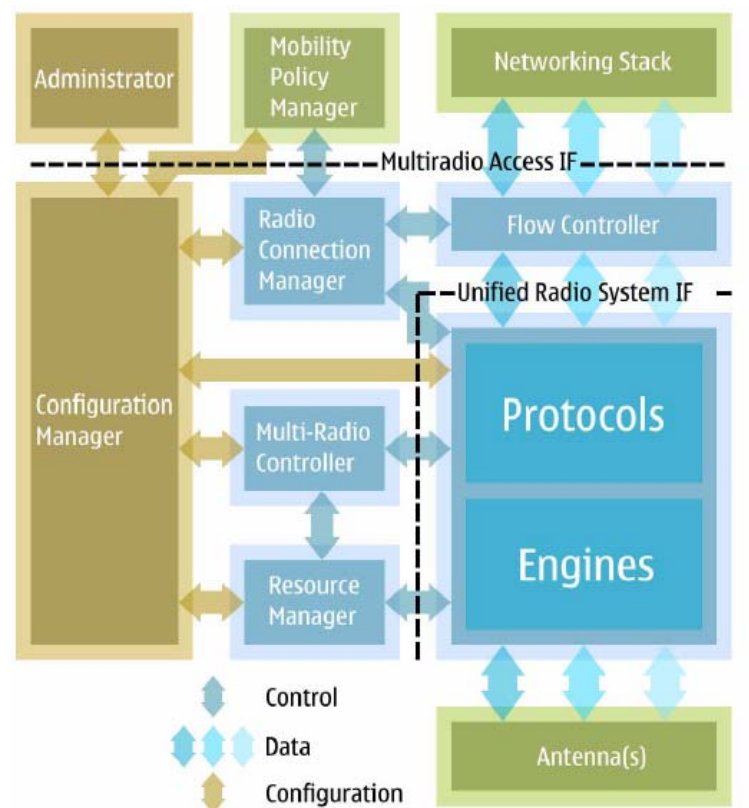 Administrator
Mobility
Policy
Manager
Networking Stack
Multiradio Access IF
Radio
Connection
Manager
Flow Controller
Unified Radio System IF
Configuration
Manager
Protocols
Multi-Radio
Controller
Engines
Resource
Manager
Control
Data
Configuration
Antenna(s)